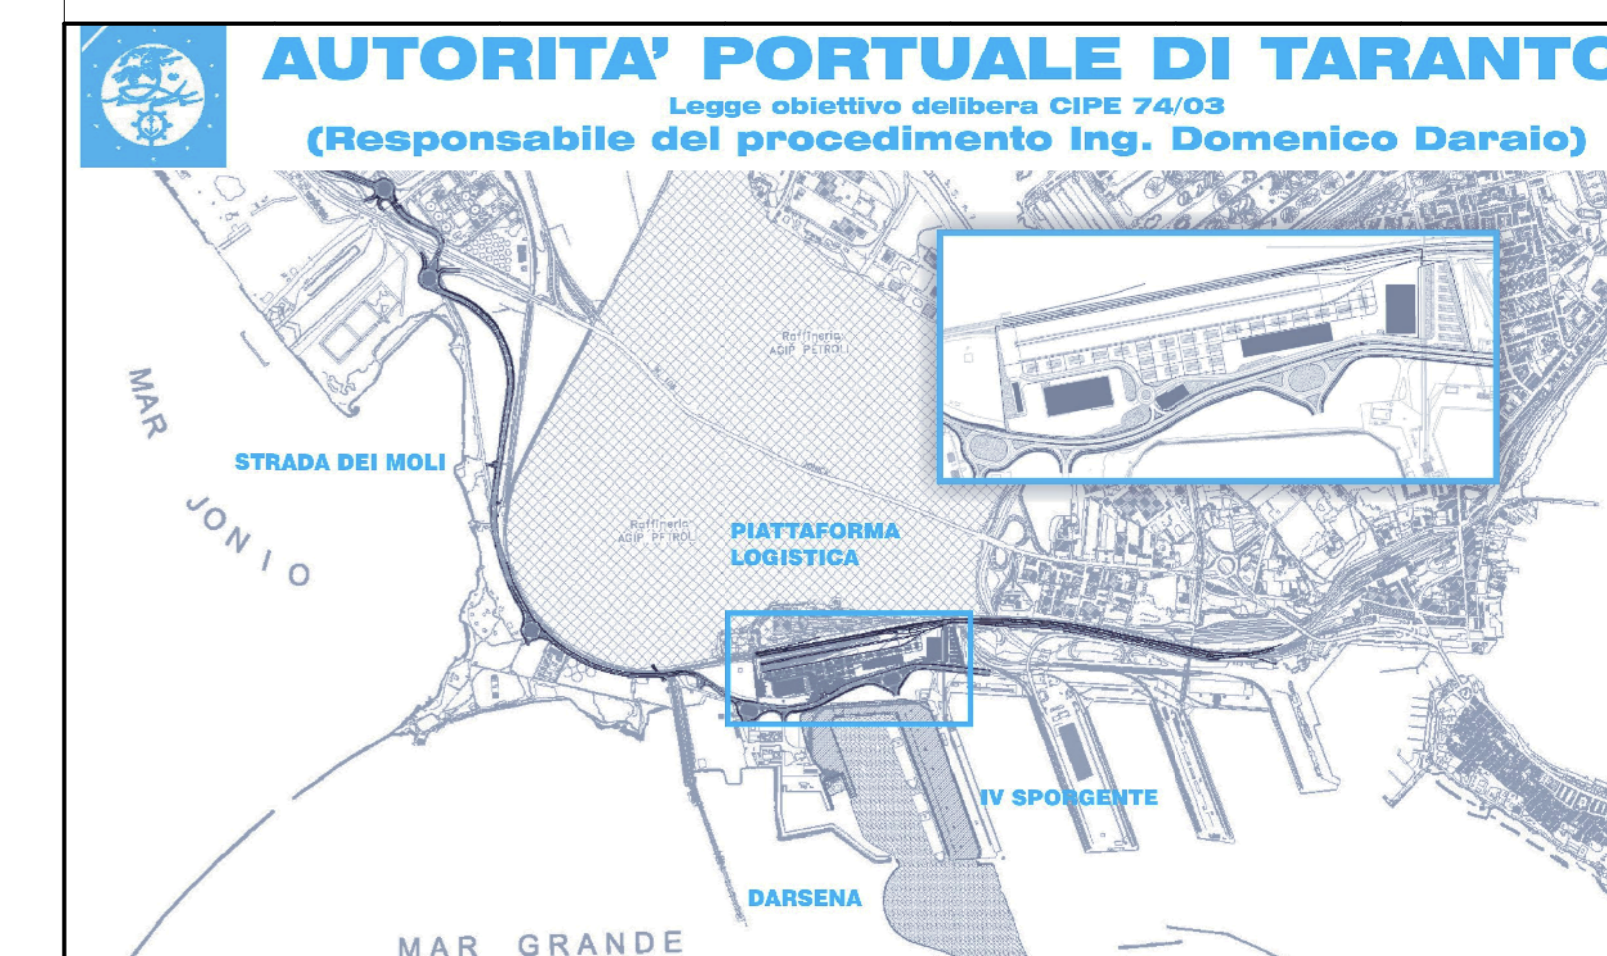 AUTORITA' PORTUALE DI TARANTO
Legge obiettivo delibera CIPE 74/03
(Responsabile del procedimento Ing. Domenico Daraio)
Raffineria
AGIP PETROLI
MAR
JONIO
STRADA DEI MOLI
Raffineria
AGIP PETROL
PIATTAFORMA
LOGISTICA
IV SPORGENTE
DARSENA
MAR GRANDE